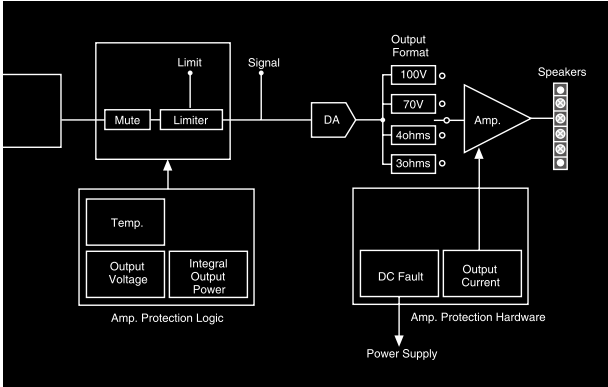 Output
Format
Limit
Signal
100V
Speakers
70V
Mute
Limiter
DA
Amp.
4ohms
3ohms
Temp.
Output
Voltage
Integral
Output
Power
DC Fault
Output
Current
Amp. Protection Logic
Amp. Protection Hardware
Power Supply